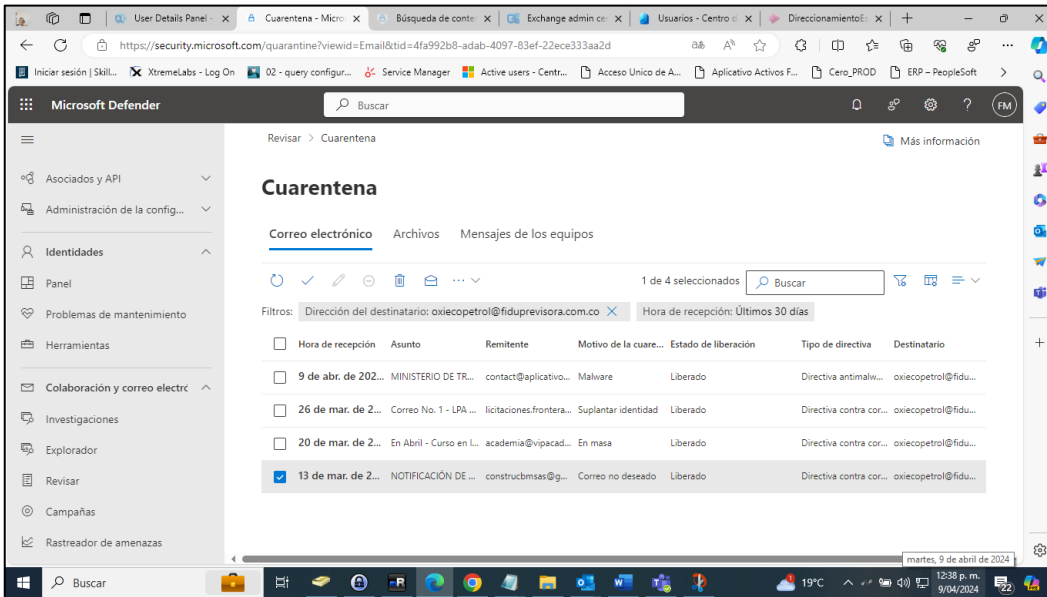 User Details Panel -
Cuarentena - Micros
Búsqueda de conte
Exchange admin ce
Usuarios - Centro d
DireccionamientoEs
https://security.microsoft.com/quarantine?viewid=Email&tid=4fa992b8-adab-4097-83ef-22ece333aa2d
Iniciar sesión | Skill...
XtremeLabs - Log On
02 - query configur...
Service Manager
Active users - Centr...
Acceso Unico de A...
Aplicativo Activos F...
Cero_PROD
ERP – PeopleSoft
Microsoft Defender
Buscar
FM
Revisar > Cuarentena
Más información
Asociados y API
Administración de la config...
Identidades
Panel
Problemas de mantenimiento
Herramientas
Colaboración y correo electró
Investigaciones
Explorador
Revisar
Campañas
Rastreador de amenazas
Cuarentena
Correo electrónico Archivos Mensajes de los equipos
1 de 4 seleccionados Buscar
Filtros: Dirección del destinatario: oxiecopetrol@fiduprevisora.com.co Hora de recepción: Últimos 30 días
Hora de recepción Asunto Remitente Motivo de la cuare... Estado de liberación Tipo de directiva Destinatario
9 de abr. de 202... MINISTERIO DE TR... contact@aplicativo... Malware Liberado Directiva antimalw... oxiecopetrol@fidu...
26 de mar. de 2... Correo No. 1 - LPA ... licitaciones.frontera... Suplantar identidad Liberado Directiva contra cor... oxiecopetrol@fidu...
20 de mar. de 2... En Abril - Curso en l... academia@vipacad... En masa Liberado Directiva contra cor... oxiecopetrol@fidu...
13 de mar. de 2... NOTIFICACIÓN DE ... construcbmsas@g... Correo no deseado Liberado Directiva contra cor... oxiecopetrol@fidu...
martes, 9 de abril de 2024
Buscar
19°C
12:38 p. m.
9/04/2024
22